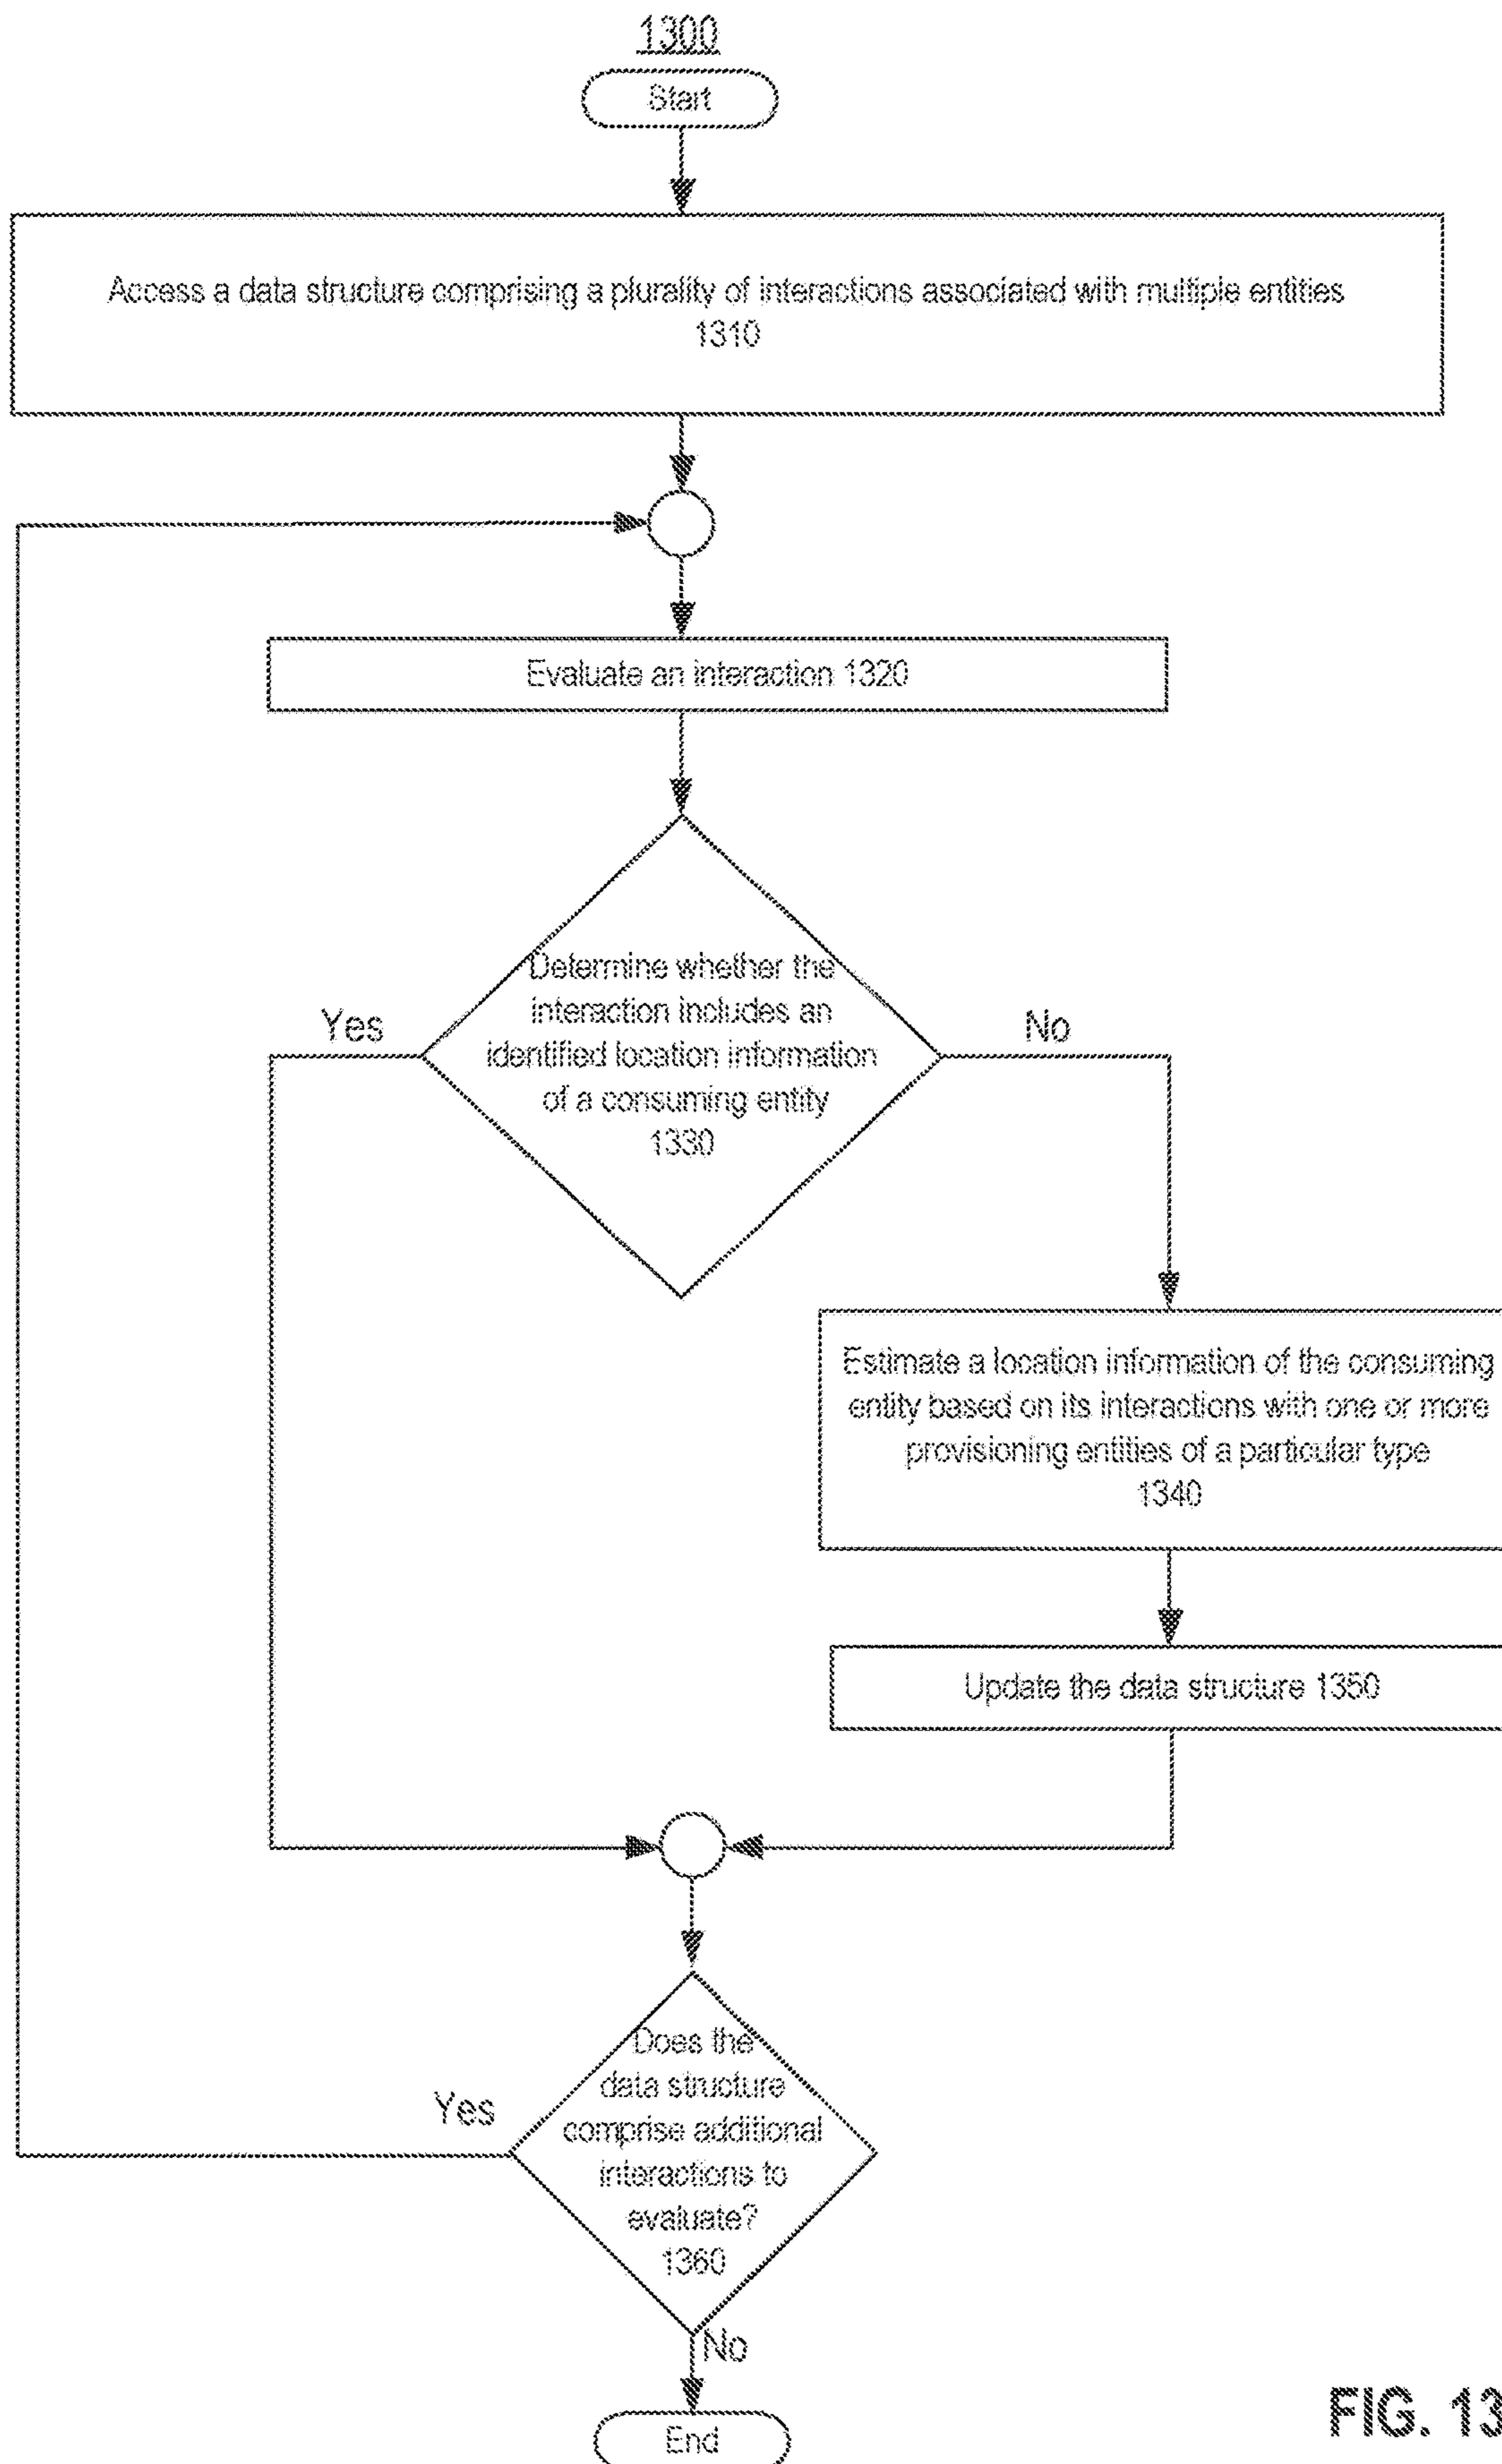 1300
Start
Access a data structure comprising a plurality of interactions associated with multiple entities
1310
Evaluate an interaction 1320
Determine whether the
interaction includes an
identified location information
of a consuming entity
1330
Yes
No
Estimate a location information of the consuming
entity based on its interactions with one or more
provisioning entities of a particular type
1340
Update the data structure 1350
Does the
data structure
comprise additional
interactions to
evaluate?
1360
Yes
No
End
FIG. 13